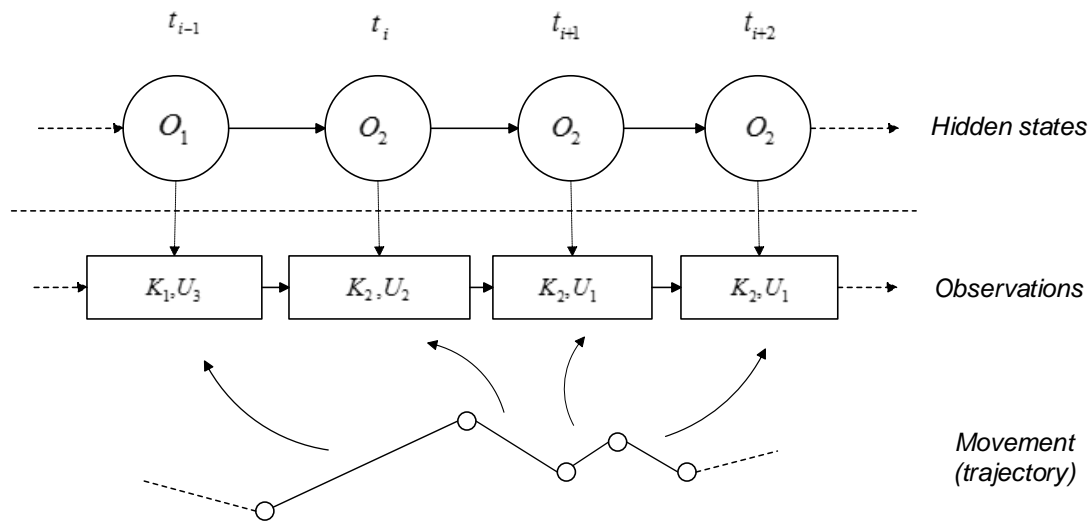 t_{i-1} t_i t_{i+1} t_{i+2}
O_1 O_2 O_2 O_2 Hidden states
K_1,U_3 K_2,U_2 K_2,U_1 K_2,U_1 Observations
Movement
(trajectory)